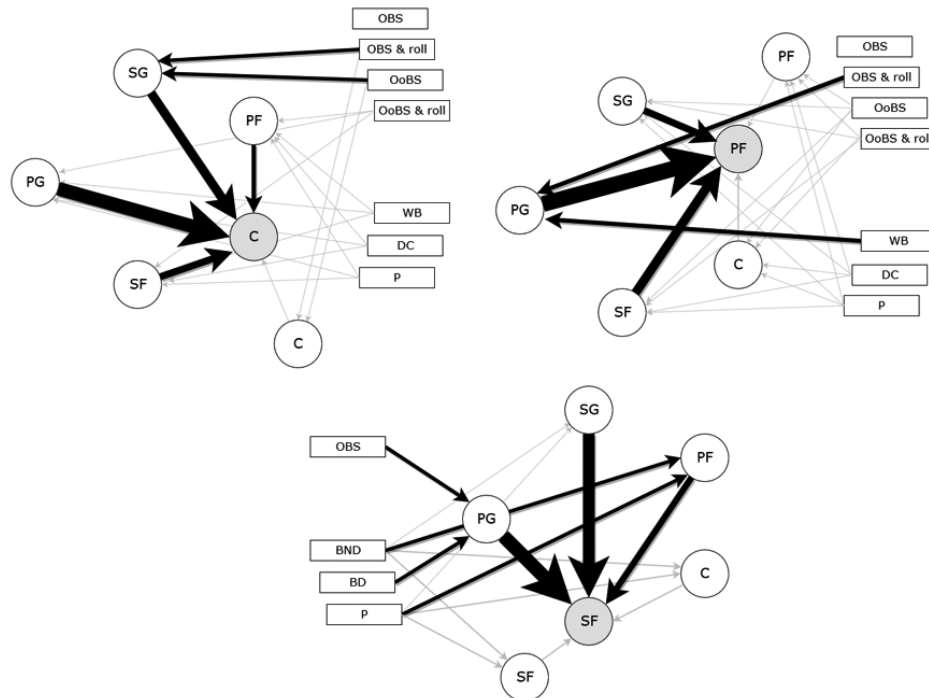 OBS
OBS & roll
SG
OoBS
OoBS & roll
PF
PG
WB
C
DC
SF
P
C
OBS
PF
OBS & roll
SG
OoBS
OoBS & roll
PF
PG
WB
C
DC
SF
P
SG
OBS
PF
PG
BND
C
BD
P
SF
SF